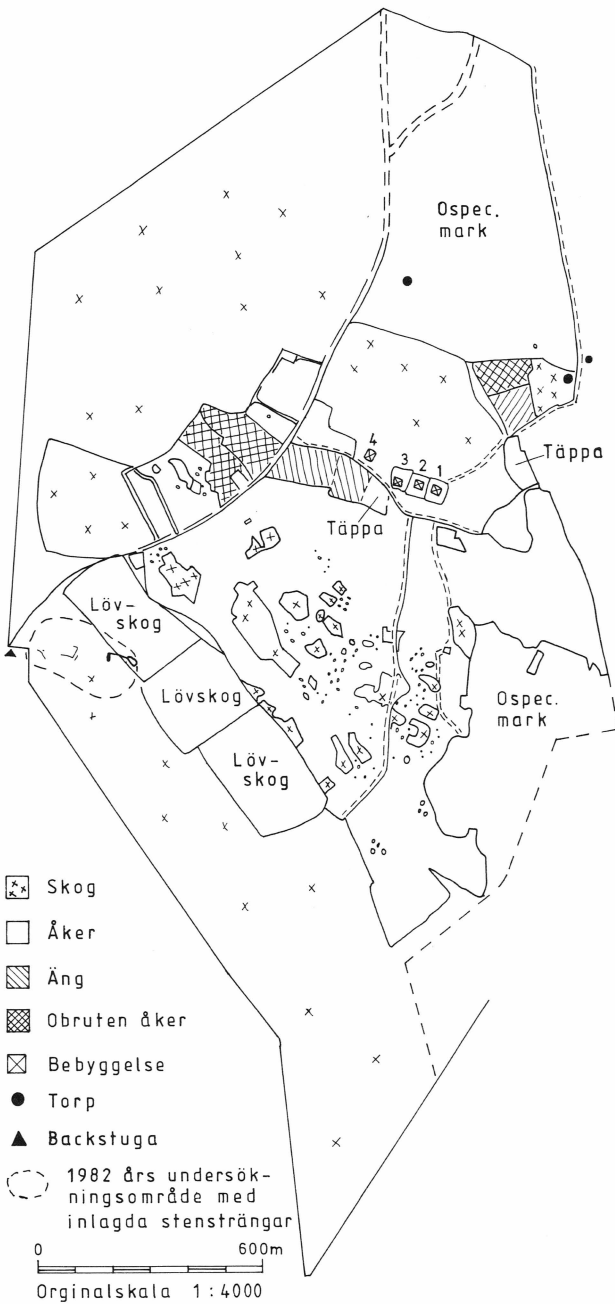 Ospec.
mark
4
3
2
1
Täppa
Täppa
Löv-
skog
Lövskog
Löv-
skog
Ospec.
mark
Skog
Åker
Äng
Obruten åker
Bebyggelse
Torp
Backstuga
1982 års undersök-
ningsområde med
inlagda stensträngar
0 600m
Orginalskala 1:4000